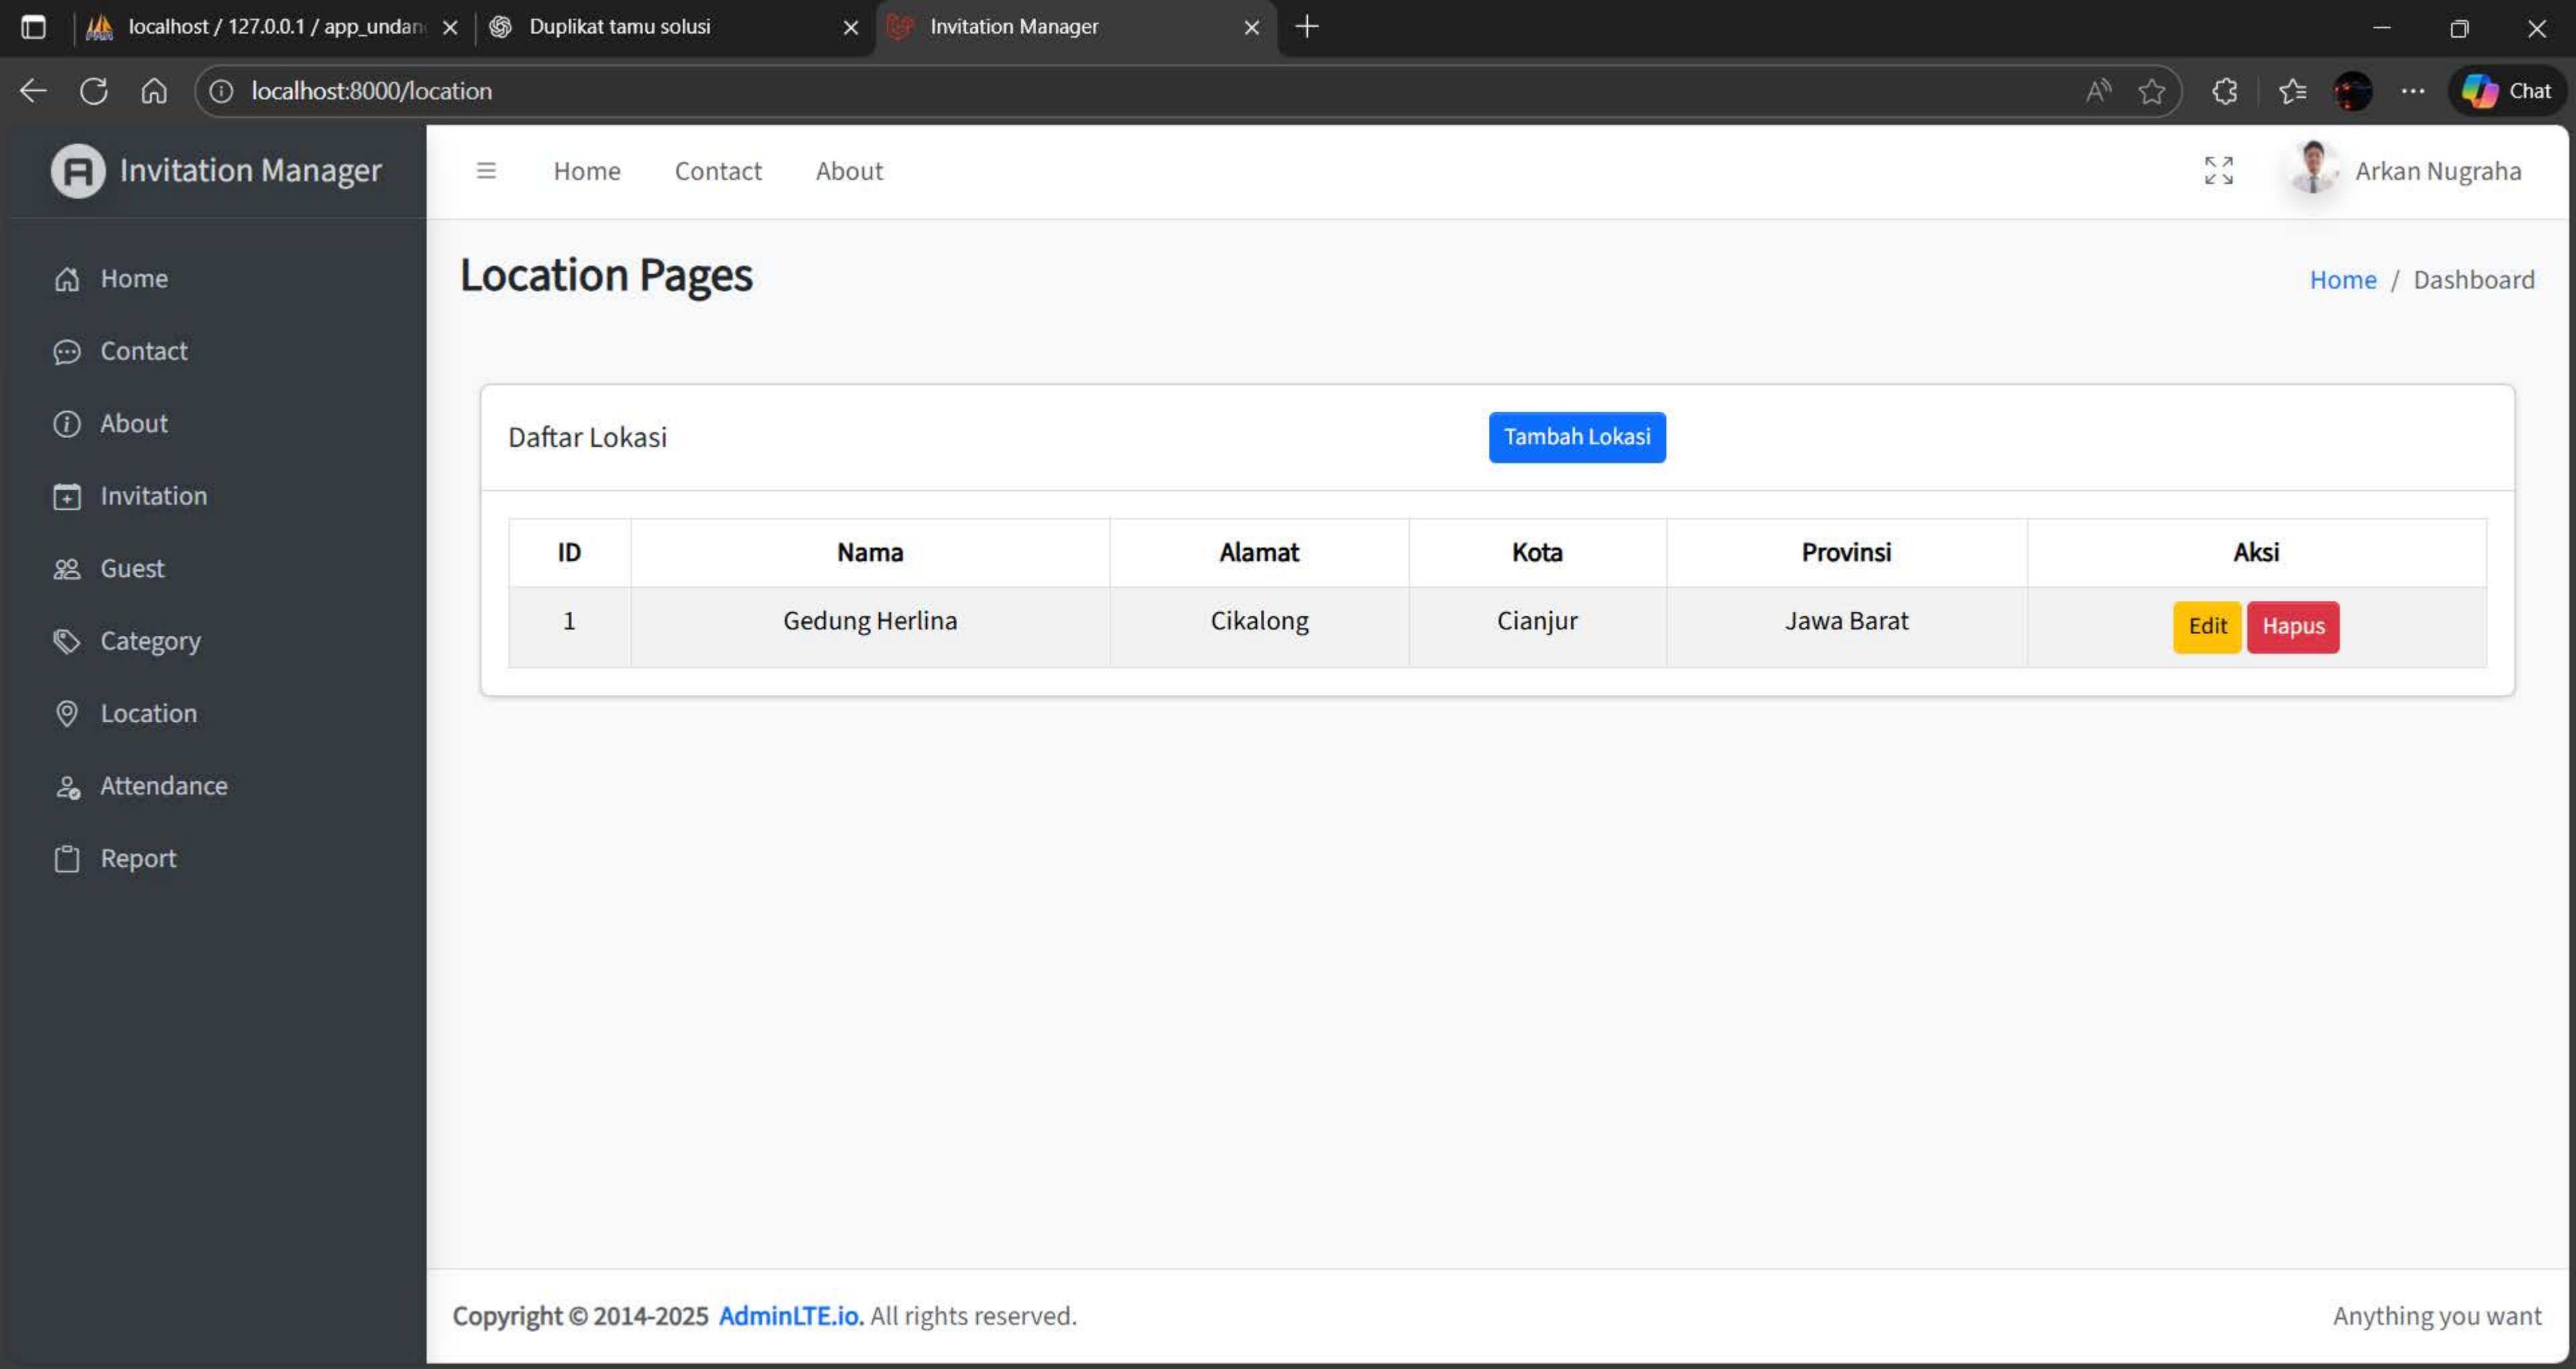 localhost / 127.0.0.1 / app_undan
Duplikat tamu solusi
Invitation Manager
localhost:8000/location
Chat
Invitation Manager
Home Contact About
Arkan Nugraha
Home
Contact
About
Invitation
Guest
Category
Location
Attendance
Report
Location Pages
Home / Dashboard
Daftar Lokasi
Tambah Lokasi
ID Nama Alamat Kota Provinsi Aksi
1 Gedung Herlina Cikalong Cianjur Jawa Barat Edit Hapus
Copyright © 2014-2025 AdminLTE.io. All rights reserved.
Anything you want